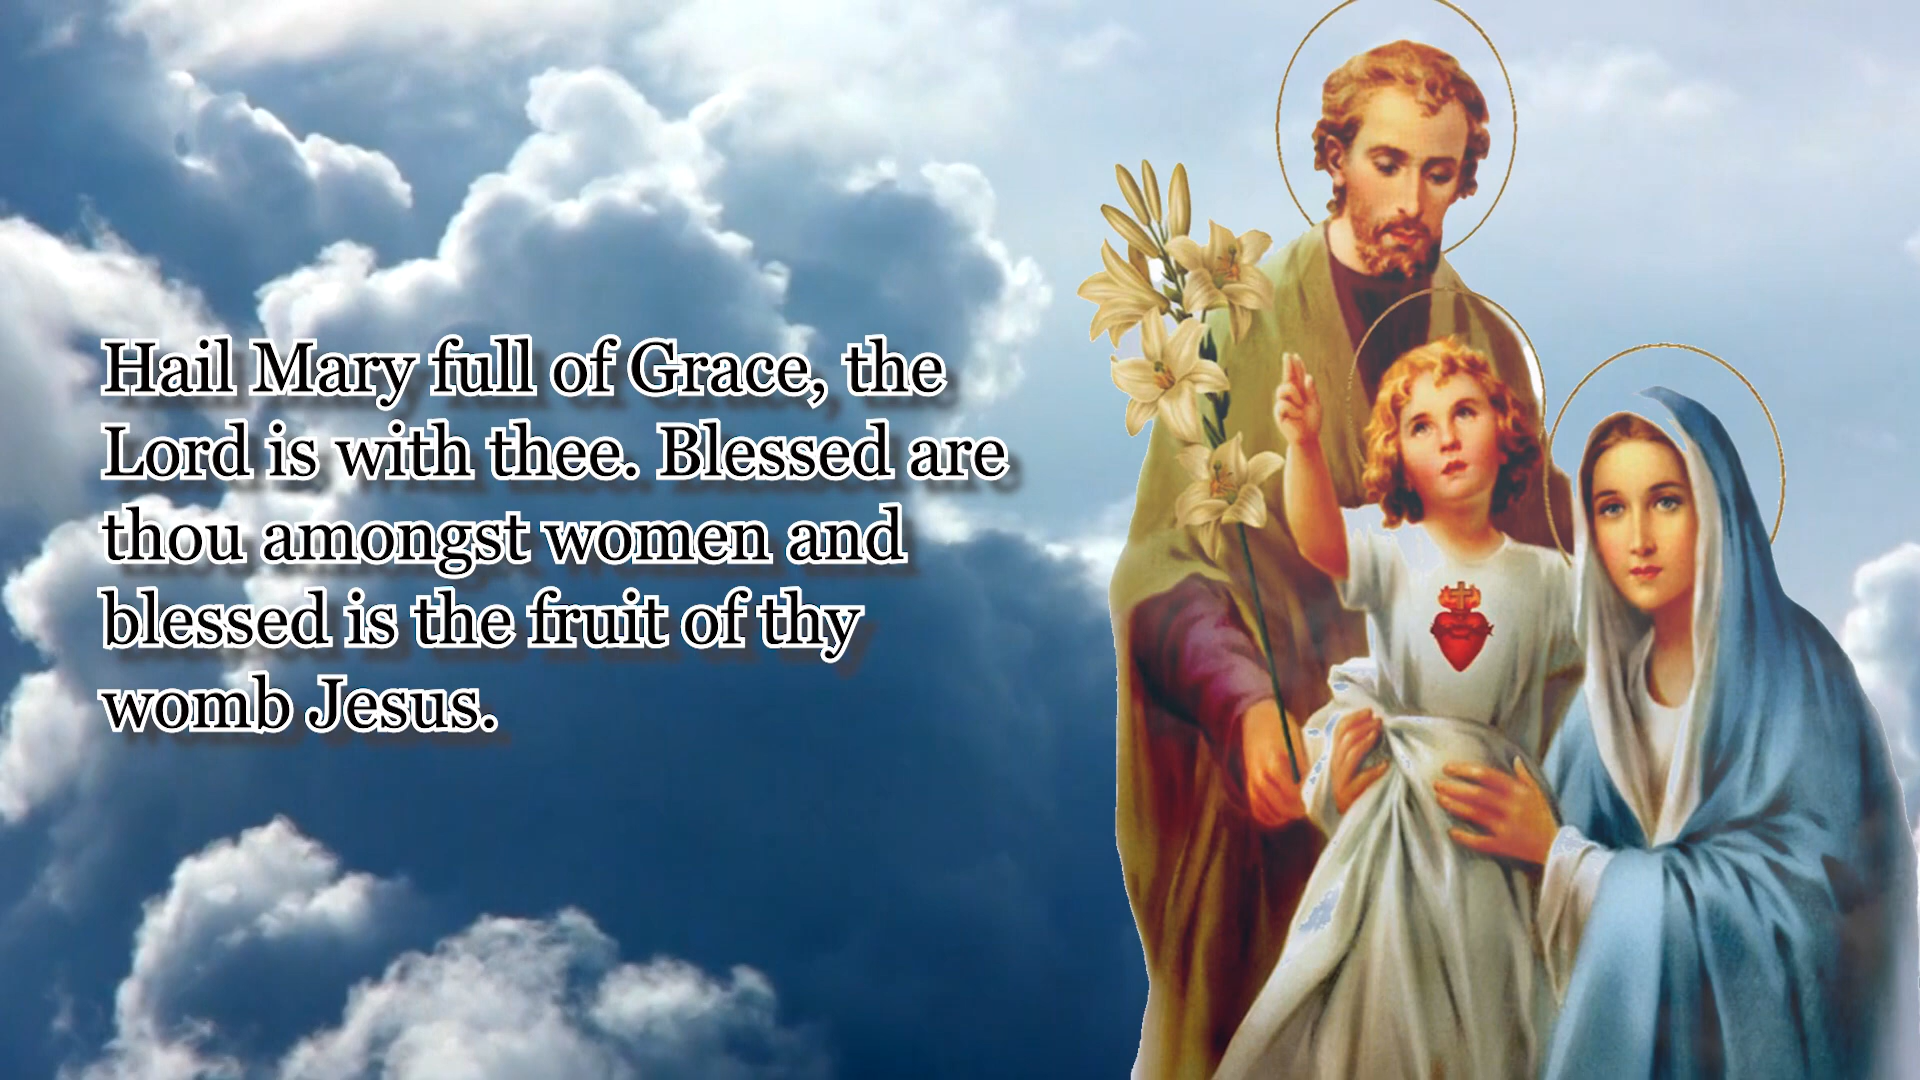 Hail Mary full of Grace, the
Lord is with thee. Blessed are
thou amongst women and
blessed is the fruit of thy
womb Jesus.